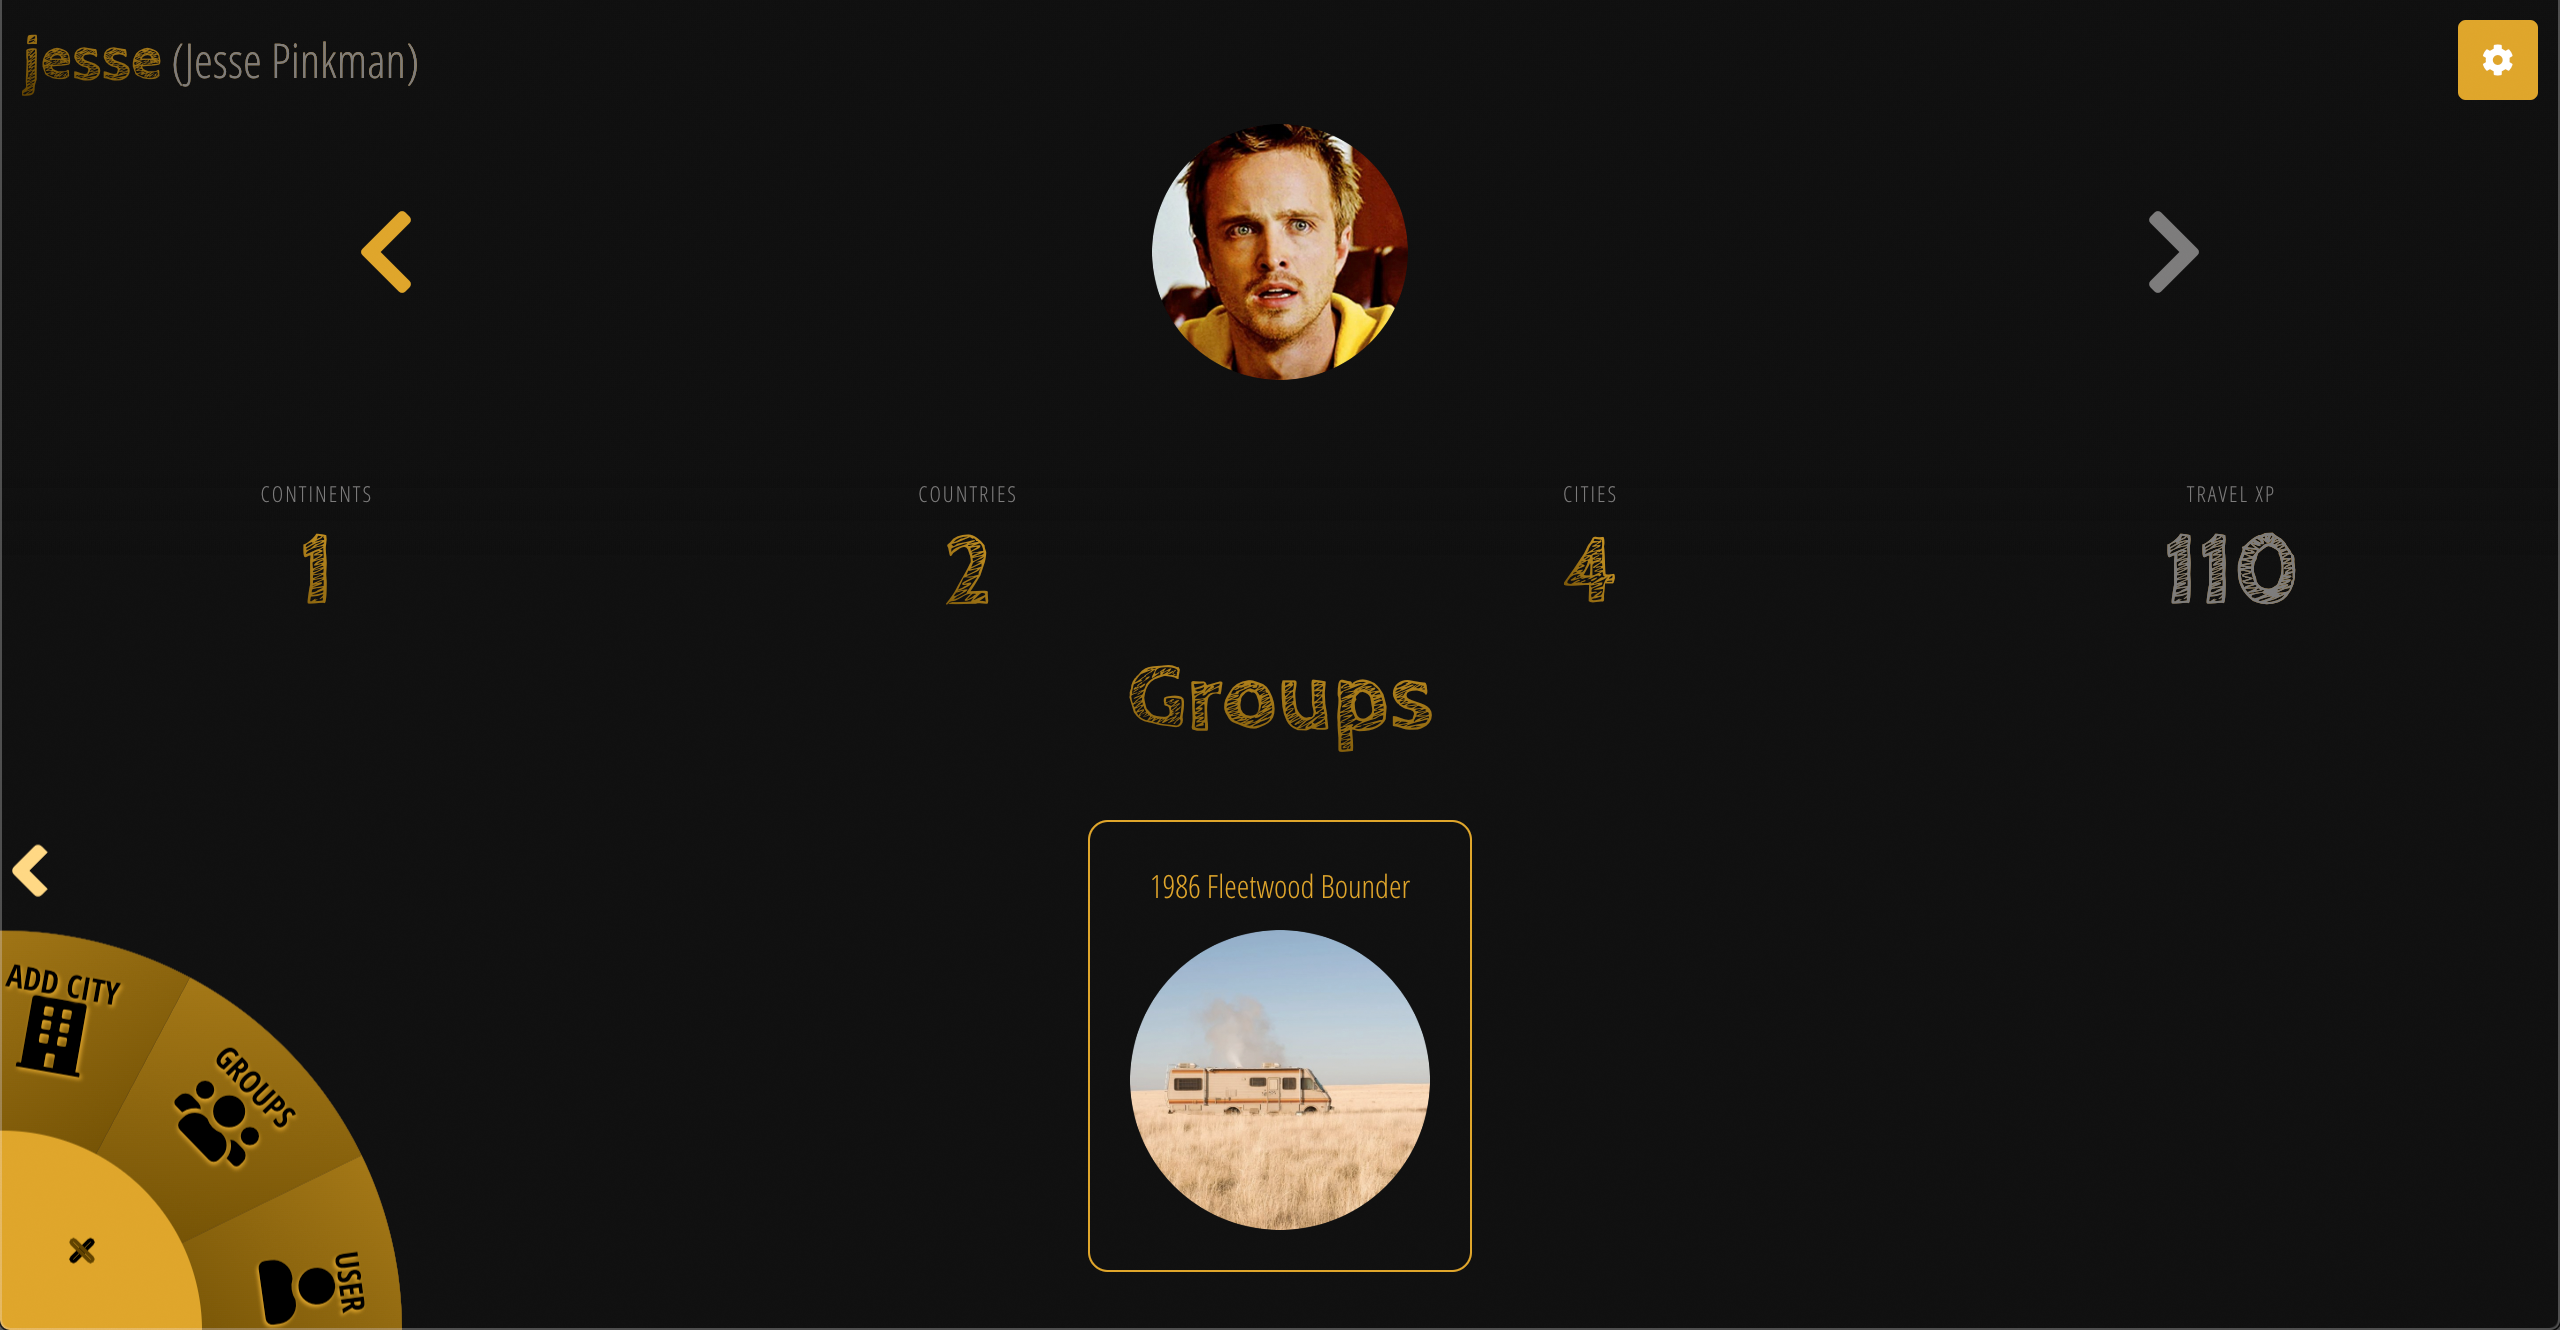 jesse (Jesse Pinkman)
CONTINENTS
1
COUNTRIES
2
CITIES
4
TRAVEL XP
110
Groups
1986 Fleetwood Bounder
ADD CITY
GROUPS
USER